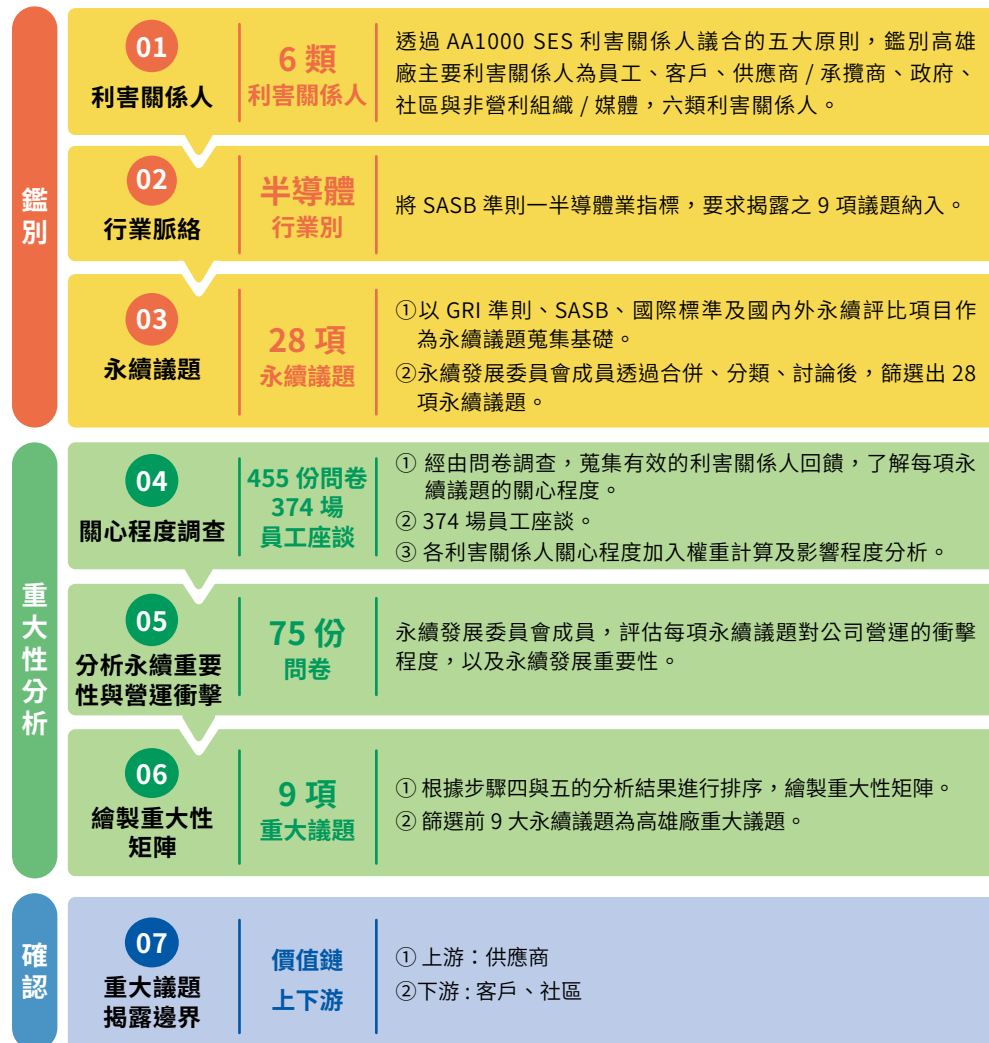 鑑別
01
利害關係人
6 類
利害關係人
透過 AA1000 SES 利害關係人議合的五大原則，鑑別高雄
廠主要利害關係人為員工、客戶、供應商 / 承攬商、政府、
社區與非營利組織 / 媒體，六類利害關係人。
02
行業脈絡
半導體
行業別
將 SASB 準則一半導體業指標，要求揭露之 9 項議題納入。
03
永續議題
28 項
永續議題
①以 GRI 準則、SASB、國際標準及國內外永續評比項目作
為永續議題蒐集基礎。
②永續發展委員會成員透過合併、分類、討論後，篩選出 28
項永續議題。
重大性分析
04
關心程度調查
455 份問卷
374 場
員工座談
① 經由問卷調查，蒐集有效的利害關係人回饋，了解每項永
續議題的關心程度。
② 374 場員工座談。
③ 各利害關係人關心程度加入權重計算及影響程度分析。
05
分析永續重要
性與營運衝擊
75 份
問卷
永續發展委員會成員，評估每項永續議題對公司營運的衝擊
程度，以及永續發展重要性。
06
繪製重大性
矩陣
9 項
重大議題
① 根據步驟四與五的分析結果進行排序，繪製重大性矩陣。
② 篩選前 9 大永續議題為高雄廠重大議題。
確認
07
重大議題
揭露邊界
價值鏈
上下游
① 上游：供應商
②下游 : 客戶、社區